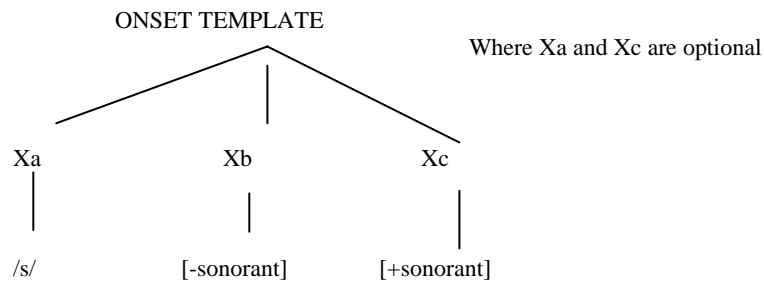 ONSET TEMPLATE
Where Xa and Xc are optional
Xa Xb Xc
/s/ [-sonorant] [+sonorant]